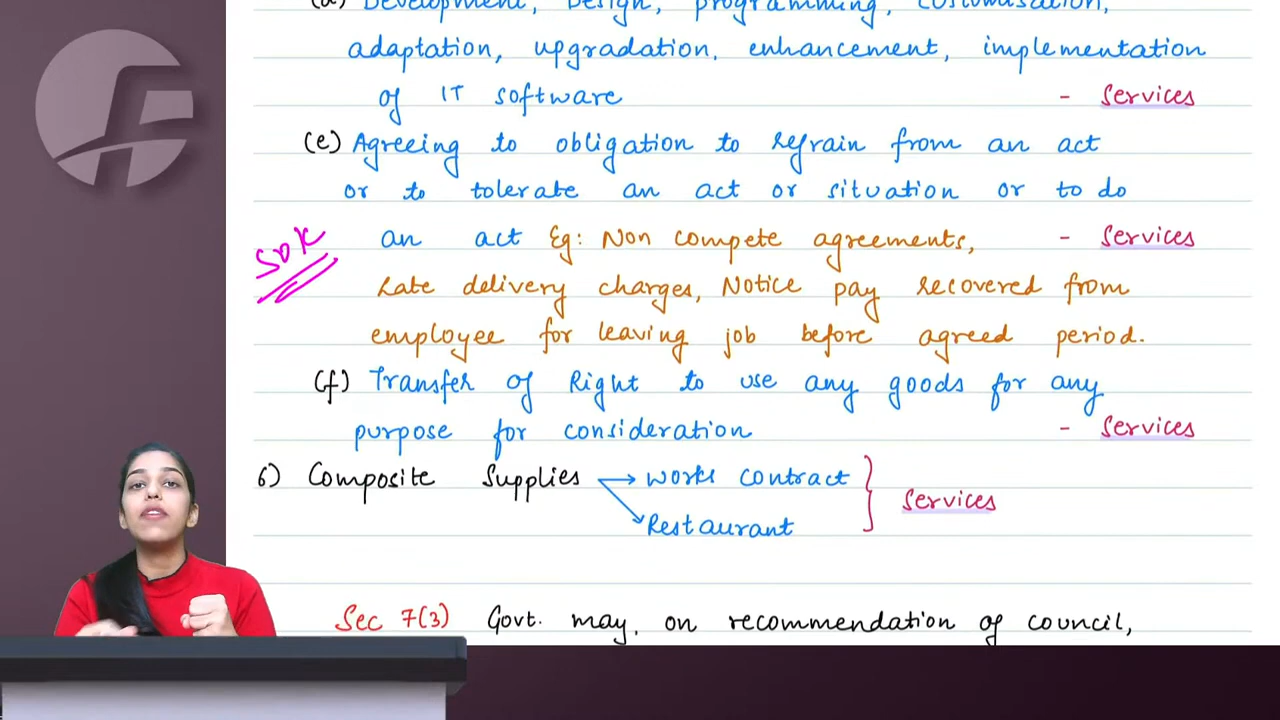 (d) Development, Design, programming, customisation,
adaptation, upgradation, enhancement, implementation
of IT software - Services
(e) Agreeing to obligation to refrain from an act
or to tolerate an act or situation or to do
an act Eg: Non compete agreements, - Services
Late delivery charges, Notice pay recovered from
employee for leaving job before agreed period.
(f) Transfer of Right to use any goods for any
purpose for consideration - Services
6) Composite Supplies → works contract
Restaurant
Services
Sec 7(3) Govt. may, on recommendation of council,